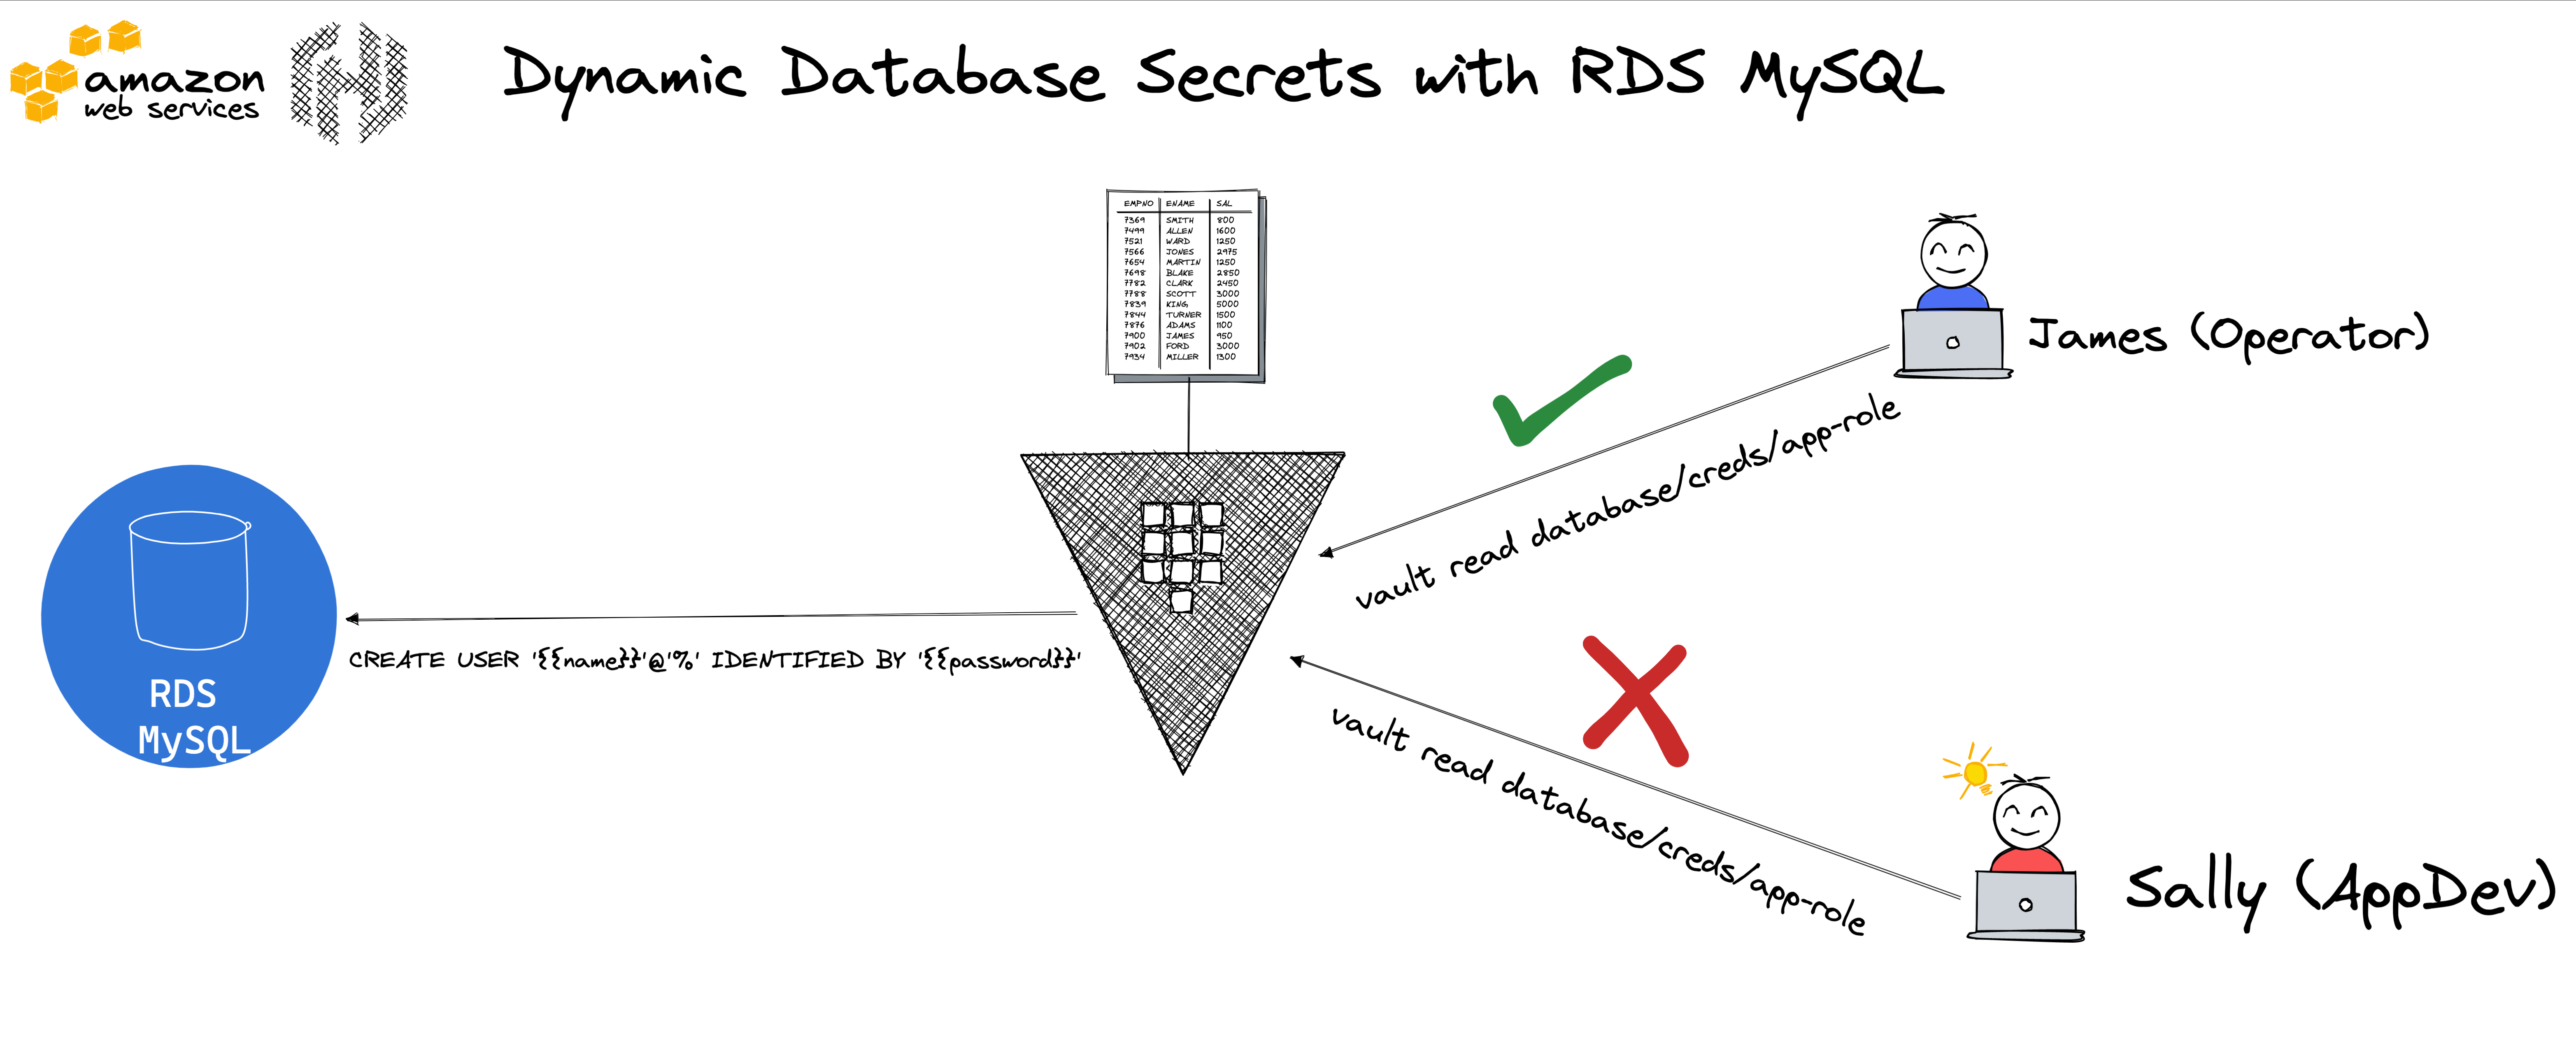 amazon
web services
Dynamic Database Secrets with RDS MySQL
EMPNO ENAME SAL
7369 SMITH 800
7499 ALLEN 1600
7521 WARD 1250
7566 JONES 2975
7654 MARTIN 1250
7698 BLAKE 2850
7782 CLARK 2450
7788 SCOTT 3000
7839 KING 5000
7844 TURNER 1500
7876 ADAMS 1100
7900 JAMES 950
7902 FORD 3000
7934 MILLER 1300
James (Operator)
vault read database/creds/app-role
CREATE USER '{{name}}'@'%' IDENTIFIED BY '{{password}}'
RDS
MySQL
vault read database/creds/app-role
Sally (AppDev)